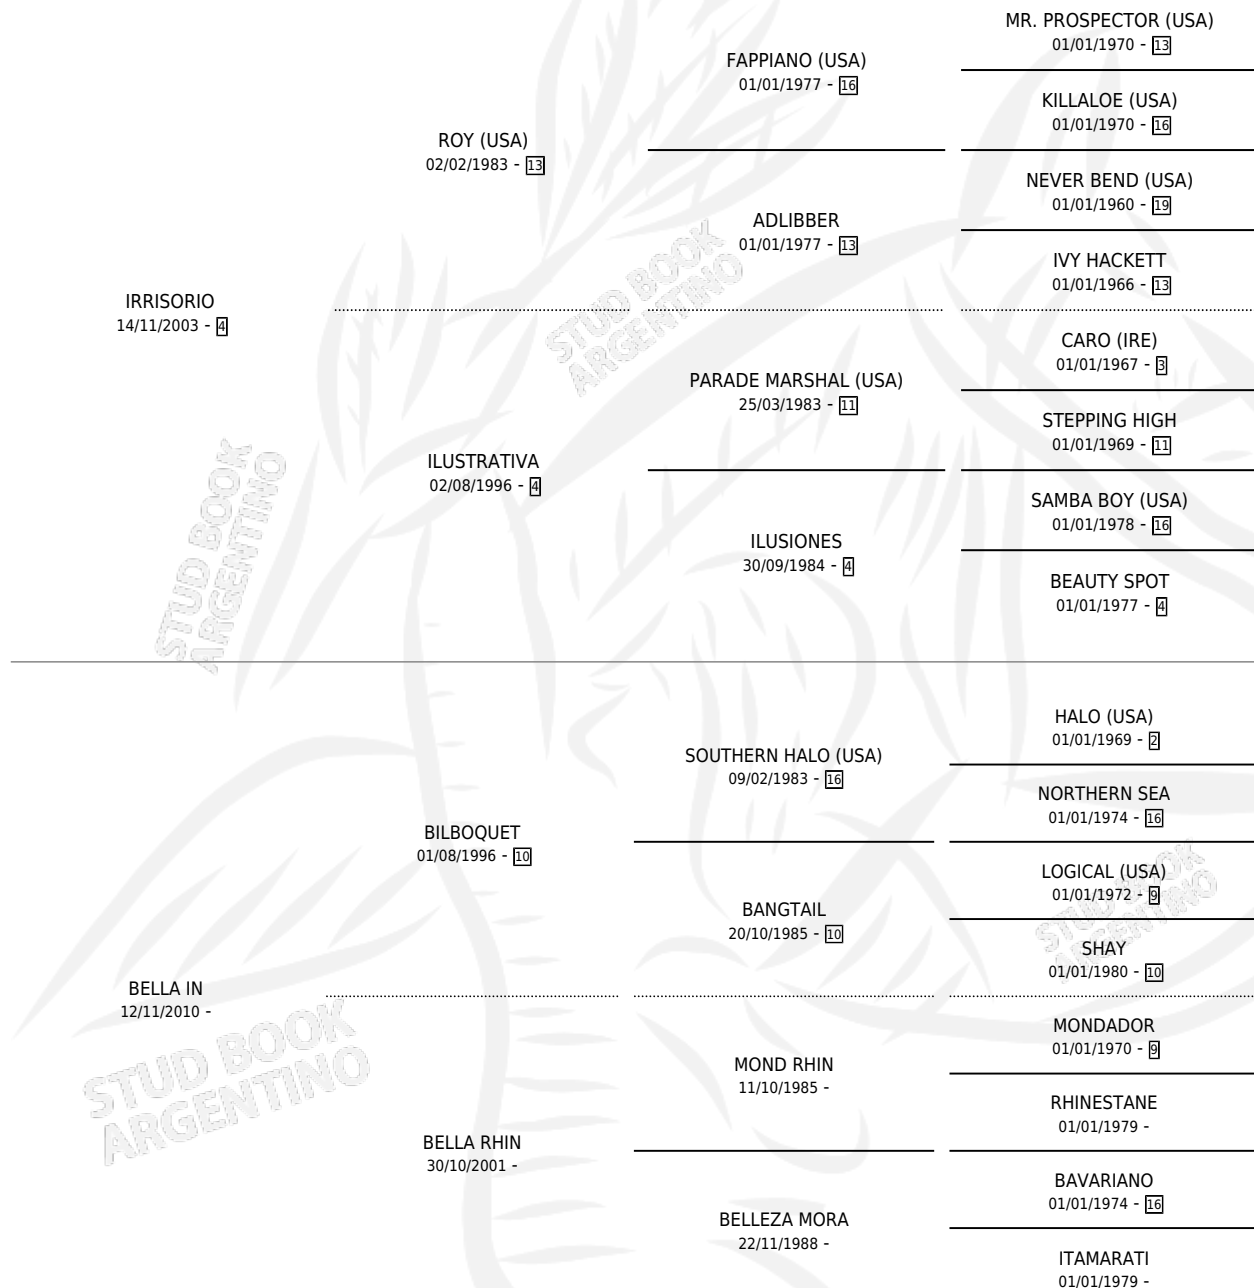 MR. PROSPECTOR (USA)
01/01/1970 - 13
FAPPIANO (USA)
01/01/1977 - 16
KILLALOE (USA)
01/01/1970 - 16
ROY (USA)
02/02/1983 - 13
NEVER BEND (USA)
01/01/1960 - 19
ADLIBBER
01/01/1977 - 13
IVY HACKETT
01/01/1966 - 13
IRRISORIO
14/11/2003 - 4
CARO (IRE)
01/01/1967 - 3
PARADE MARSHAL (USA)
25/03/1983 - 11
STEPPING HIGH
01/01/1969 - 11
ILUSTRATIVA
02/08/1996 - 4
SAMBA BOY (USA)
01/01/1978 - 16
ILUSIONES
30/09/1984 - 4
BEAUTY SPOT
01/01/1977 - 4
HALO (USA)
01/01/1969 - 2
SOUTHERN HALO (USA)
09/02/1983 - 16
NORTHERN SEA
01/01/1974 - 16
BILBOQUET
01/08/1996 - 10
LOGICAL (USA)
01/01/1972 - 9
BANGTAIL
20/10/1985 - 10
SHAY
01/01/1980 - 10
BELLA IN
12/11/2010 -
MONDADOR
01/01/1970 - 9
MOND RHIN
11/10/1985 -
RHINESTANE
01/01/1979 -
BELLA RHIN
30/10/2001 -
BAVARIANO
01/01/1974 - 16
BELLEZA MORA
22/11/1988 -
ITAMARATI
01/01/1979 -
STUD BOOK
ARGENTINO
STUD BOOK
ARGENTINO
STUD BOOK
ARGENTINO
STUD BOOK
ARGENTINO